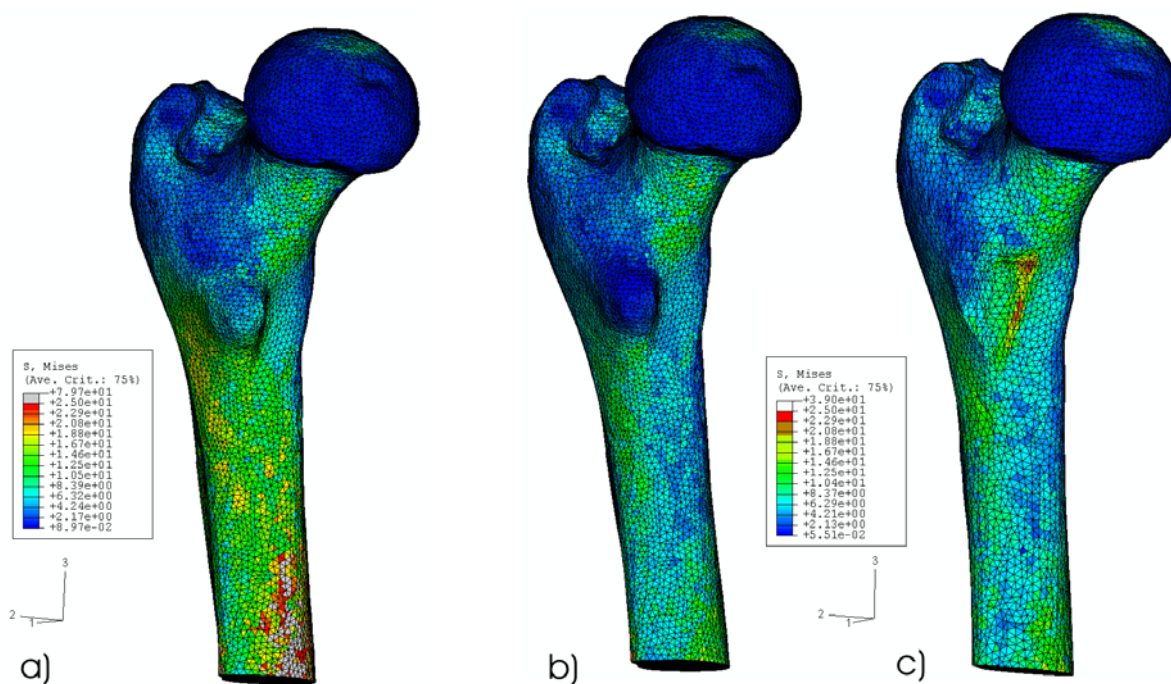 S, Mises
(Ave. Crit.: 75%)
+7.97e+01
+2.50e+01
+2.29e+01
+2.08e+01
+1.88e+01
+1.67e+01
+1.25e+01
+1.05e+01
+8.39e+00
+6.32e+00
+4.24e+00
+2.17e+00
+8.97e-02
3
2
1
a)
b)
S, Mises
(Ave. Crit.: 75%)
+3.90e+01
+2.50e+01
+2.29e+01
+2.08e+01
+1.88e+01
+1.67e+01
+1.46e+01
+1.25e+01
+1.04e+01
+8.37e+00
+6.29e+00
+4.21e+00
+2.13e+00
+5.51e-02
3
2
1
c)